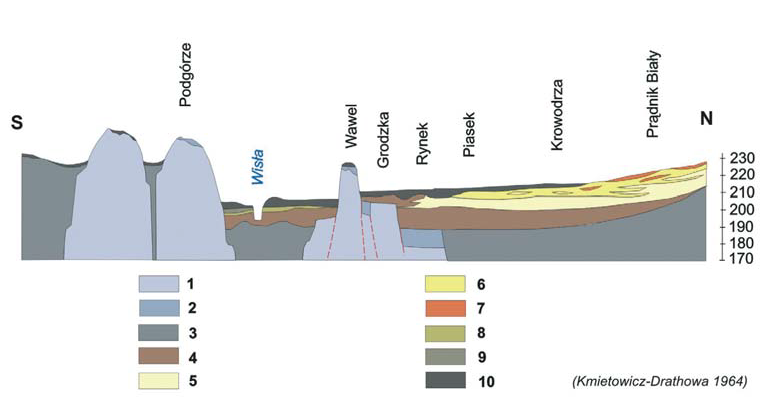 S
Podgórze
Wisła
Wawel
Grodzka
Rynek
Piasek
Krowodrza
Prądnik Biały
N
230
220
210
200
190
180
170
1
2
3
4
5
6
7
8
9
10
(Kmietowicz-Drathowa 1964)